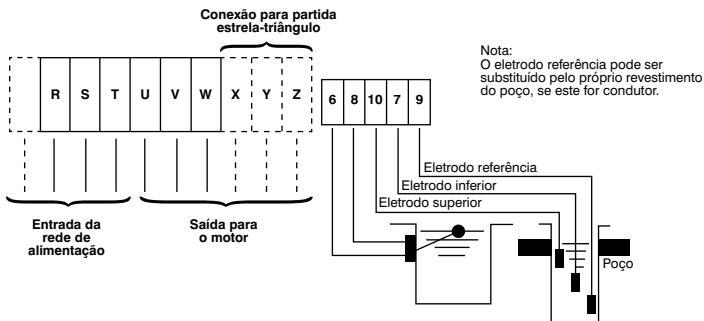 Conexão para partida
estrela-triângulo
Nota:
O eletrodo referência pode ser
substituído pelo próprio revestimento
do poço, se este for condutor.
R S T U V W X Y Z
6 8 10 7 9
Eletrodo referência
Eletrodo inferior
Eletrodo superior
Entrada da
rede de
alimentação
Saída para
o motor
Poço